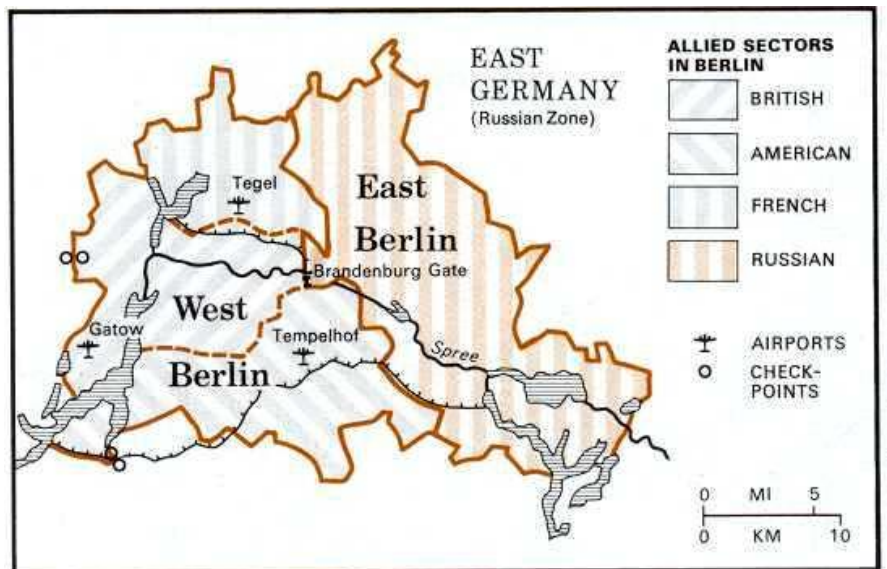 EAST
GERMANY
(Russian Zone)
ALLIED SECTORS
IN BERLIN
BRITISH
AMERICAN
FRENCH
RUSSIAN
AIRPORTS
CHECK-
POINTS
Tegel
East
Berlin
Brandenburg Gate
West
Gatow
Tempelhof
Berlin
Spree
0 MI 5
0 KM 10